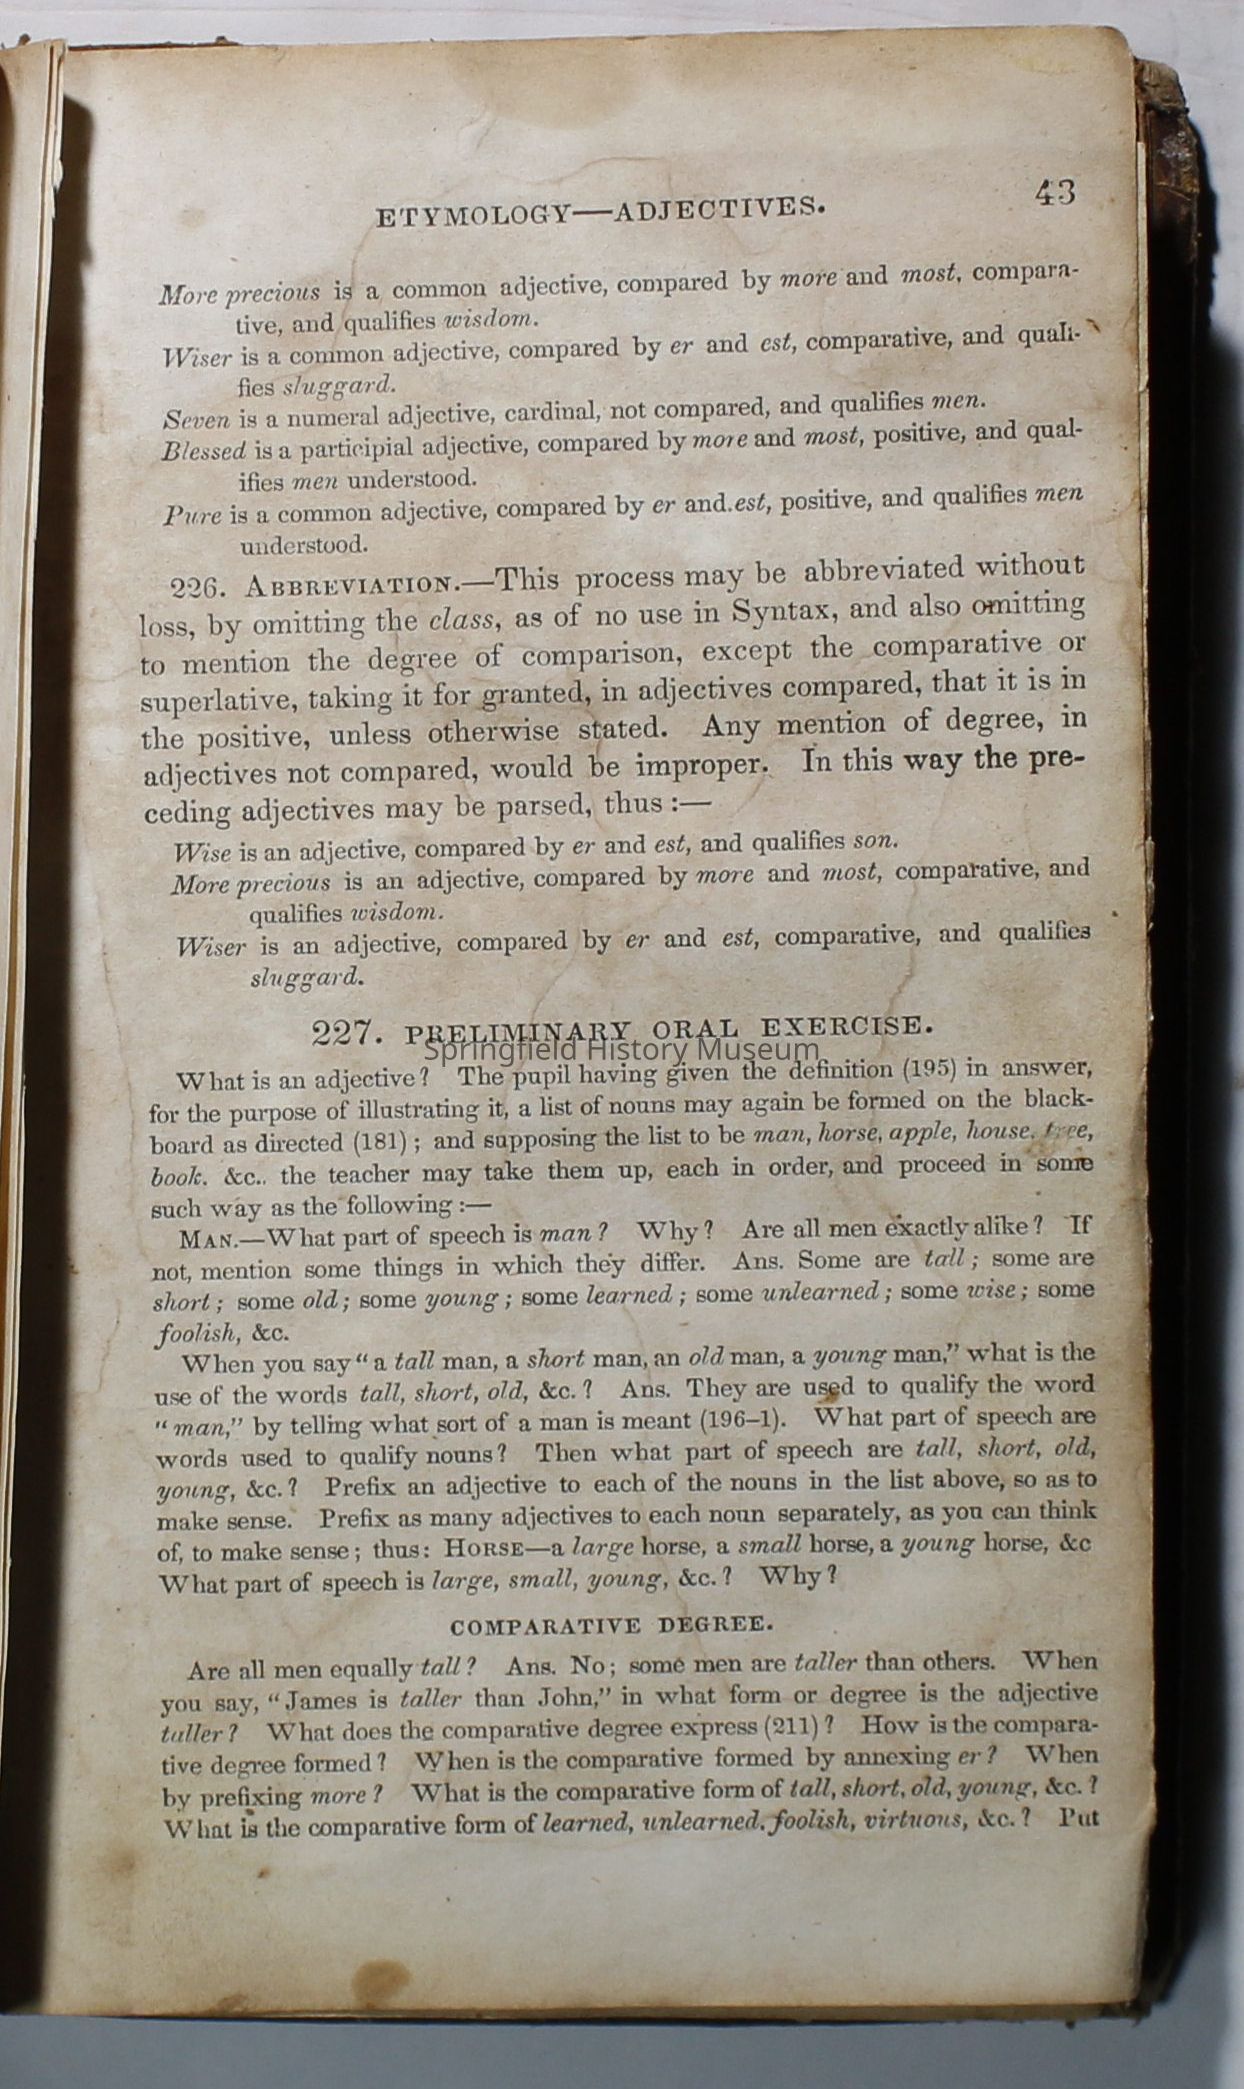 ETYMOLOGY—ADJECTIVES. 43
More precious is a common adjective, compared by more and most, compara-
tive, and qualifies wisdom.
Wiser is a common adjective, compared by er and est, comparative, and quali-
fies sluggard.
Seven is a numeral adjective, cardinal, not compared, and qualifies men.
Blessed is a participial adjective, compared by more and most, positive, and qual-
ifies men understood.
Pure is a common adjective, compared by er and est, positive, and qualifies men
understood.
226. ABBREVIATION.—This process may be abbreviated without
loss, by omitting the class, as of no use in Syntax, and also omitting
to mention the degree of comparison, except the comparative or
superlative, taking it for granted, in adjectives compared, that it is in
the positive, unless otherwise stated. Any mention of degree, in
adjectives not compared, would be improper. In this way the pre-
ceding adjectives may be parsed, thus :—
Wise is an adjective, compared by er and est, and qualifies son.
More precious is an adjective, compared by more and most, comparative, and
qualifies wisdom.
Wiser is an adjective, compared by er and est, comparative, and qualifies
sluggard.
227. PRELIMINARY ORAL EXERCISE.
Springfield History Museum
What is an adjective? The pupil having given the definition (195) in answer,
for the purpose of illustrating it, a list of nouns may again be formed on the black-
board as directed (181); and supposing the list to be man, horse, apple, house, tree,
book. &c.. the teacher may take them up, each in order, and proceed in some
such way as the following :—
MAN.—What part of speech is man? Why? Are all men exactly alike? If
not, mention some things in which they differ. Ans. Some are tall; some are
short; some old; some young; some learned; some unlearned; some wise; some
foolish, &c.
When you say "a tall man, a short man, an old man, a young man," what is the
use of the words tall, short, old, &c.? Ans. They are used to qualify the word
"man," by telling what sort of a man is meant (196-1). What part of speech are
words used to qualify nouns? Then what part of speech are tall, short, old,
young, &c.? Prefix an adjective to each of the nouns in the list above, so as to
make sense. Prefix as many adjectives to each noun separately, as you can think
of, to make sense; thus: HORSE—a large horse, a small horse, a young horse, &c
What part of speech is large, small, young, &c.? Why?
COMPARATIVE DEGREE.
Are all men equally tall? Ans. No; some men are taller than others. When
you say, "James is taller than John," in what form or degree is the adjective
taller? What does the comparative degree express (211)? How is the compara-
tive degree formed? When is the comparative formed by annexing er? When
by prefixing more? What is the comparative form of tall, short, old, young, &c.?
What is the comparative form of learned, unlearned, foolish, virtuous, &c.? Put